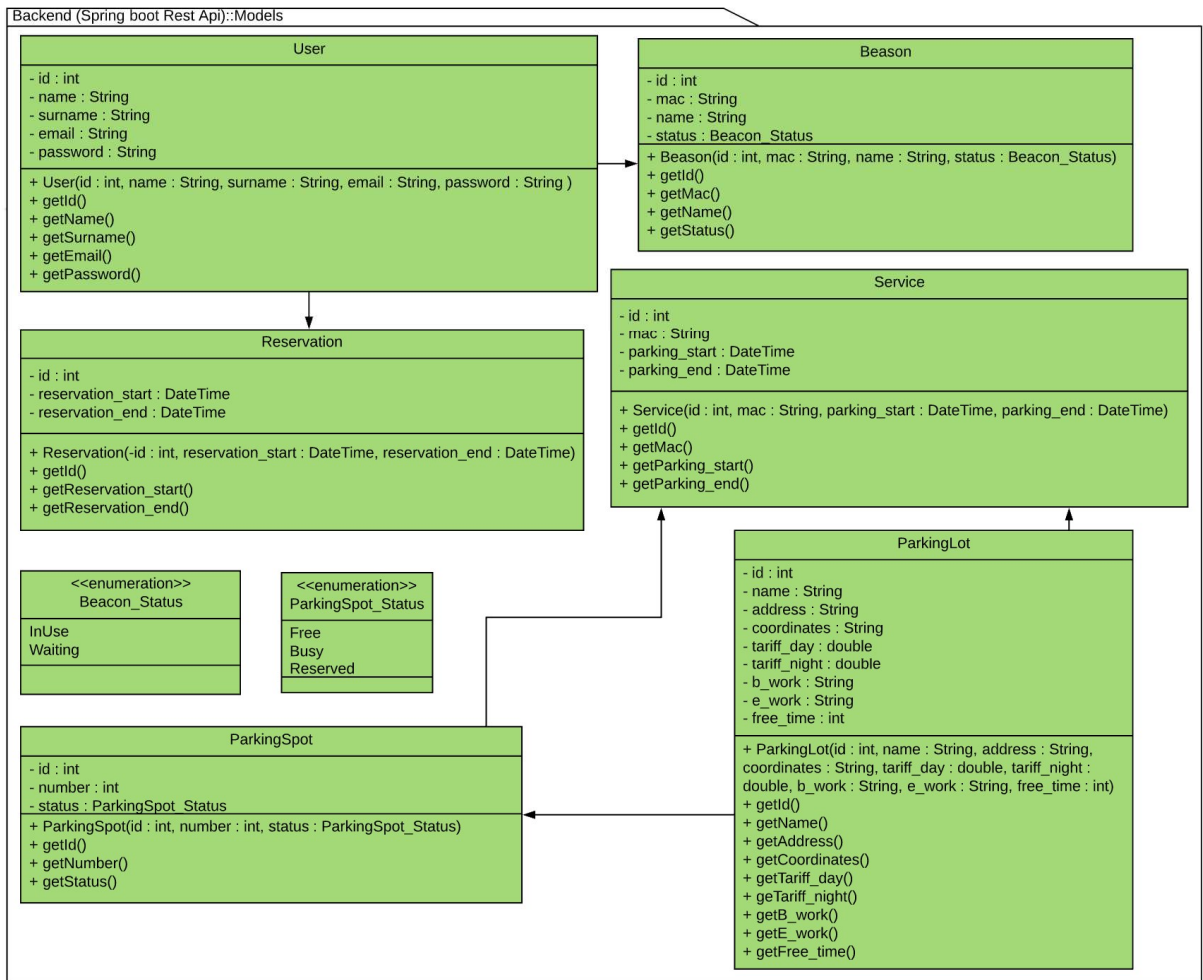 Backend (Spring boot Rest Api)::Models
User
- id : int
- name : String
- surname : String
- email : String
- password : String
+ User(id : int, name : String, surname : String, email : String, password : String )
+ getId()
+ getName()
+ getSurname()
+ getEmail()
+ getPassword()
Beason
- id : int
- mac : String
- name : String
- status : Beacon_Status
+ Beason(id : int, mac : String, name : String, status : Beacon_Status)
+ getId()
+ getMac()
+ getName()
+ getStatus()
Service
- id : int
- mac : String
- parking_start : DateTime
- parking_end : DateTime
+ Service(id : int, mac : String, parking_start : DateTime, parking_end : DateTime)
+ getId()
+ getMac()
+ getParking_start()
+ getParking_end()
Reservation
- id : int
- reservation_start : DateTime
- reservation_end : DateTime
+ Reservation(-id : int, reservation_start : DateTime, reservation_end : DateTime)
+ getId()
+ getReservation_start()
+ getReservation_end()
<<enumeration>>
Beacon_Status
InUse
Waiting
<<enumeration>>
ParkingSpot_Status
Free
Busy
Reserved
ParkingLot
- id : int
- name : String
- address : String
- coordinates : String
- tariff_day : double
- tariff_night : double
- b_work : String
- e_work : String
- free_time : int
+ ParkingLot(id : int, name : String, address : String,
coordinates : String, tariff_day : double, tariff_night :
double, b_work : String, e_work : String, free_time : int)
+ getId()
+ getName()
+ getAddress()
+ getCoordinates()
+ getTariff_day()
+ geTariff_night()
+ getB_work()
+ getE_work()
+ getFree_time()
ParkingSpot
- id : int
- number : int
- status : ParkingSpot_Status
+ ParkingSpot(id : int, number : int, status : ParkingSpot_Status)
+ getId()
+ getNumber()
+ getStatus()